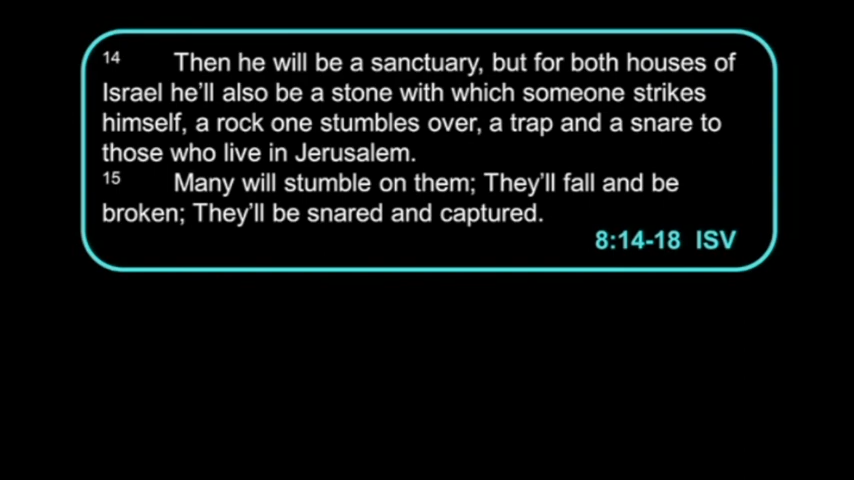 14 Then he will be a sanctuary, but for both houses of
Israel he'll also be a stone with which someone strikes
himself, a rock one stumbles over, a trap and a snare to
those who live in Jerusalem.
15 Many will stumble on them; They'll fall and be
broken; They'll be snared and captured.
8:14-18 ISV